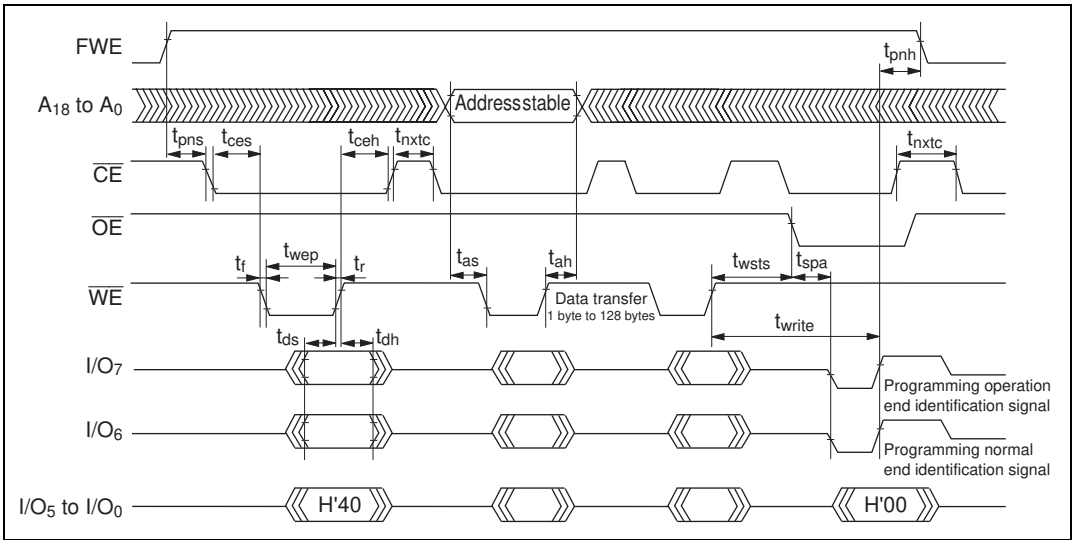 FWE
tpnh
A18 to A0
Addressstable
tpns
tces
tceh
tnxtc
tnxtc
CE
OE
twep
tas
tah
twsts
tspa
tf
tr
WE
Data transfer
1 byte to 128 bytes
twrite
tds
tdh
I/O7
Programming operation
end identification signal
I/O6
Programming normal
end identification signal
I/O5 to I/O0
H'40
H'00